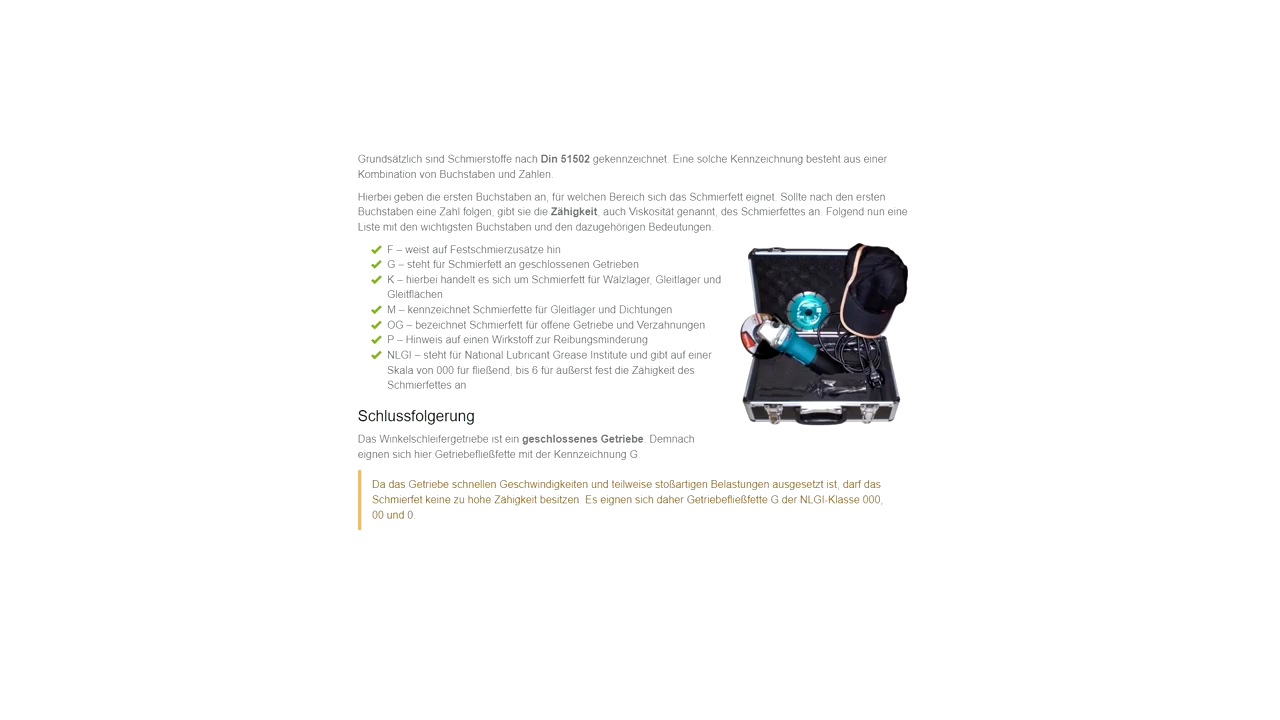 Grundsätzlich sind Schmierstoffe nach Din 51502 gekennzeichnet. Eine solche Kennzeichnung besteht aus einer
Kombination von Buchstaben und Zahlen.
Hierbei geben die ersten Buchstaben an, für welchen Bereich sich das Schmierfett eignet. Sollte nach den ersten
Buchstaben eine Zahl folgen, gibt sie die Zähigkeit, auch Viskosität genannt, des Schmierfettes an. Folgend nun eine
Liste mit den wichtigsten Buchstaben und den dazugehörigen Bedeutungen.
F – weist auf Festschmierzusätze hin
G – steht für Schmierfett an geschlossenen Getrieben
K – hierbei handelt es sich um Schmierfett für Wälzlager, Gleitlager und
Gleitflächen
M – kennzeichnet Schmierfette für Gleitlager und Dichtungen
OG – bezeichnet Schmierfett für offene Getriebe und Verzahnungen
P – Hinweis auf einen Wirkstoff zur Reibungsminderung
NLGI – steht für National Lubricant Grease Institute und gibt auf einer
Skala von 000 für fließend, bis 6 für äußerst fest die Zähigkeit des
Schmierfettes an
Schlussfolgerung
Das Winkelschleifergetriebe ist ein geschlossenes Getriebe. Demnach
eignen sich hier Getriebefließfette mit der Kennzeichnung G.
Da das Getriebe schnellen Geschwindigkeiten und teilweise stoßartigen Belastungen ausgesetzt ist, darf das
Schmierfet keine zu hohe Zähigkeit besitzen. Es eignen sich daher Getriebefließfette G der NLGI-Klasse 000,
00 und 0.